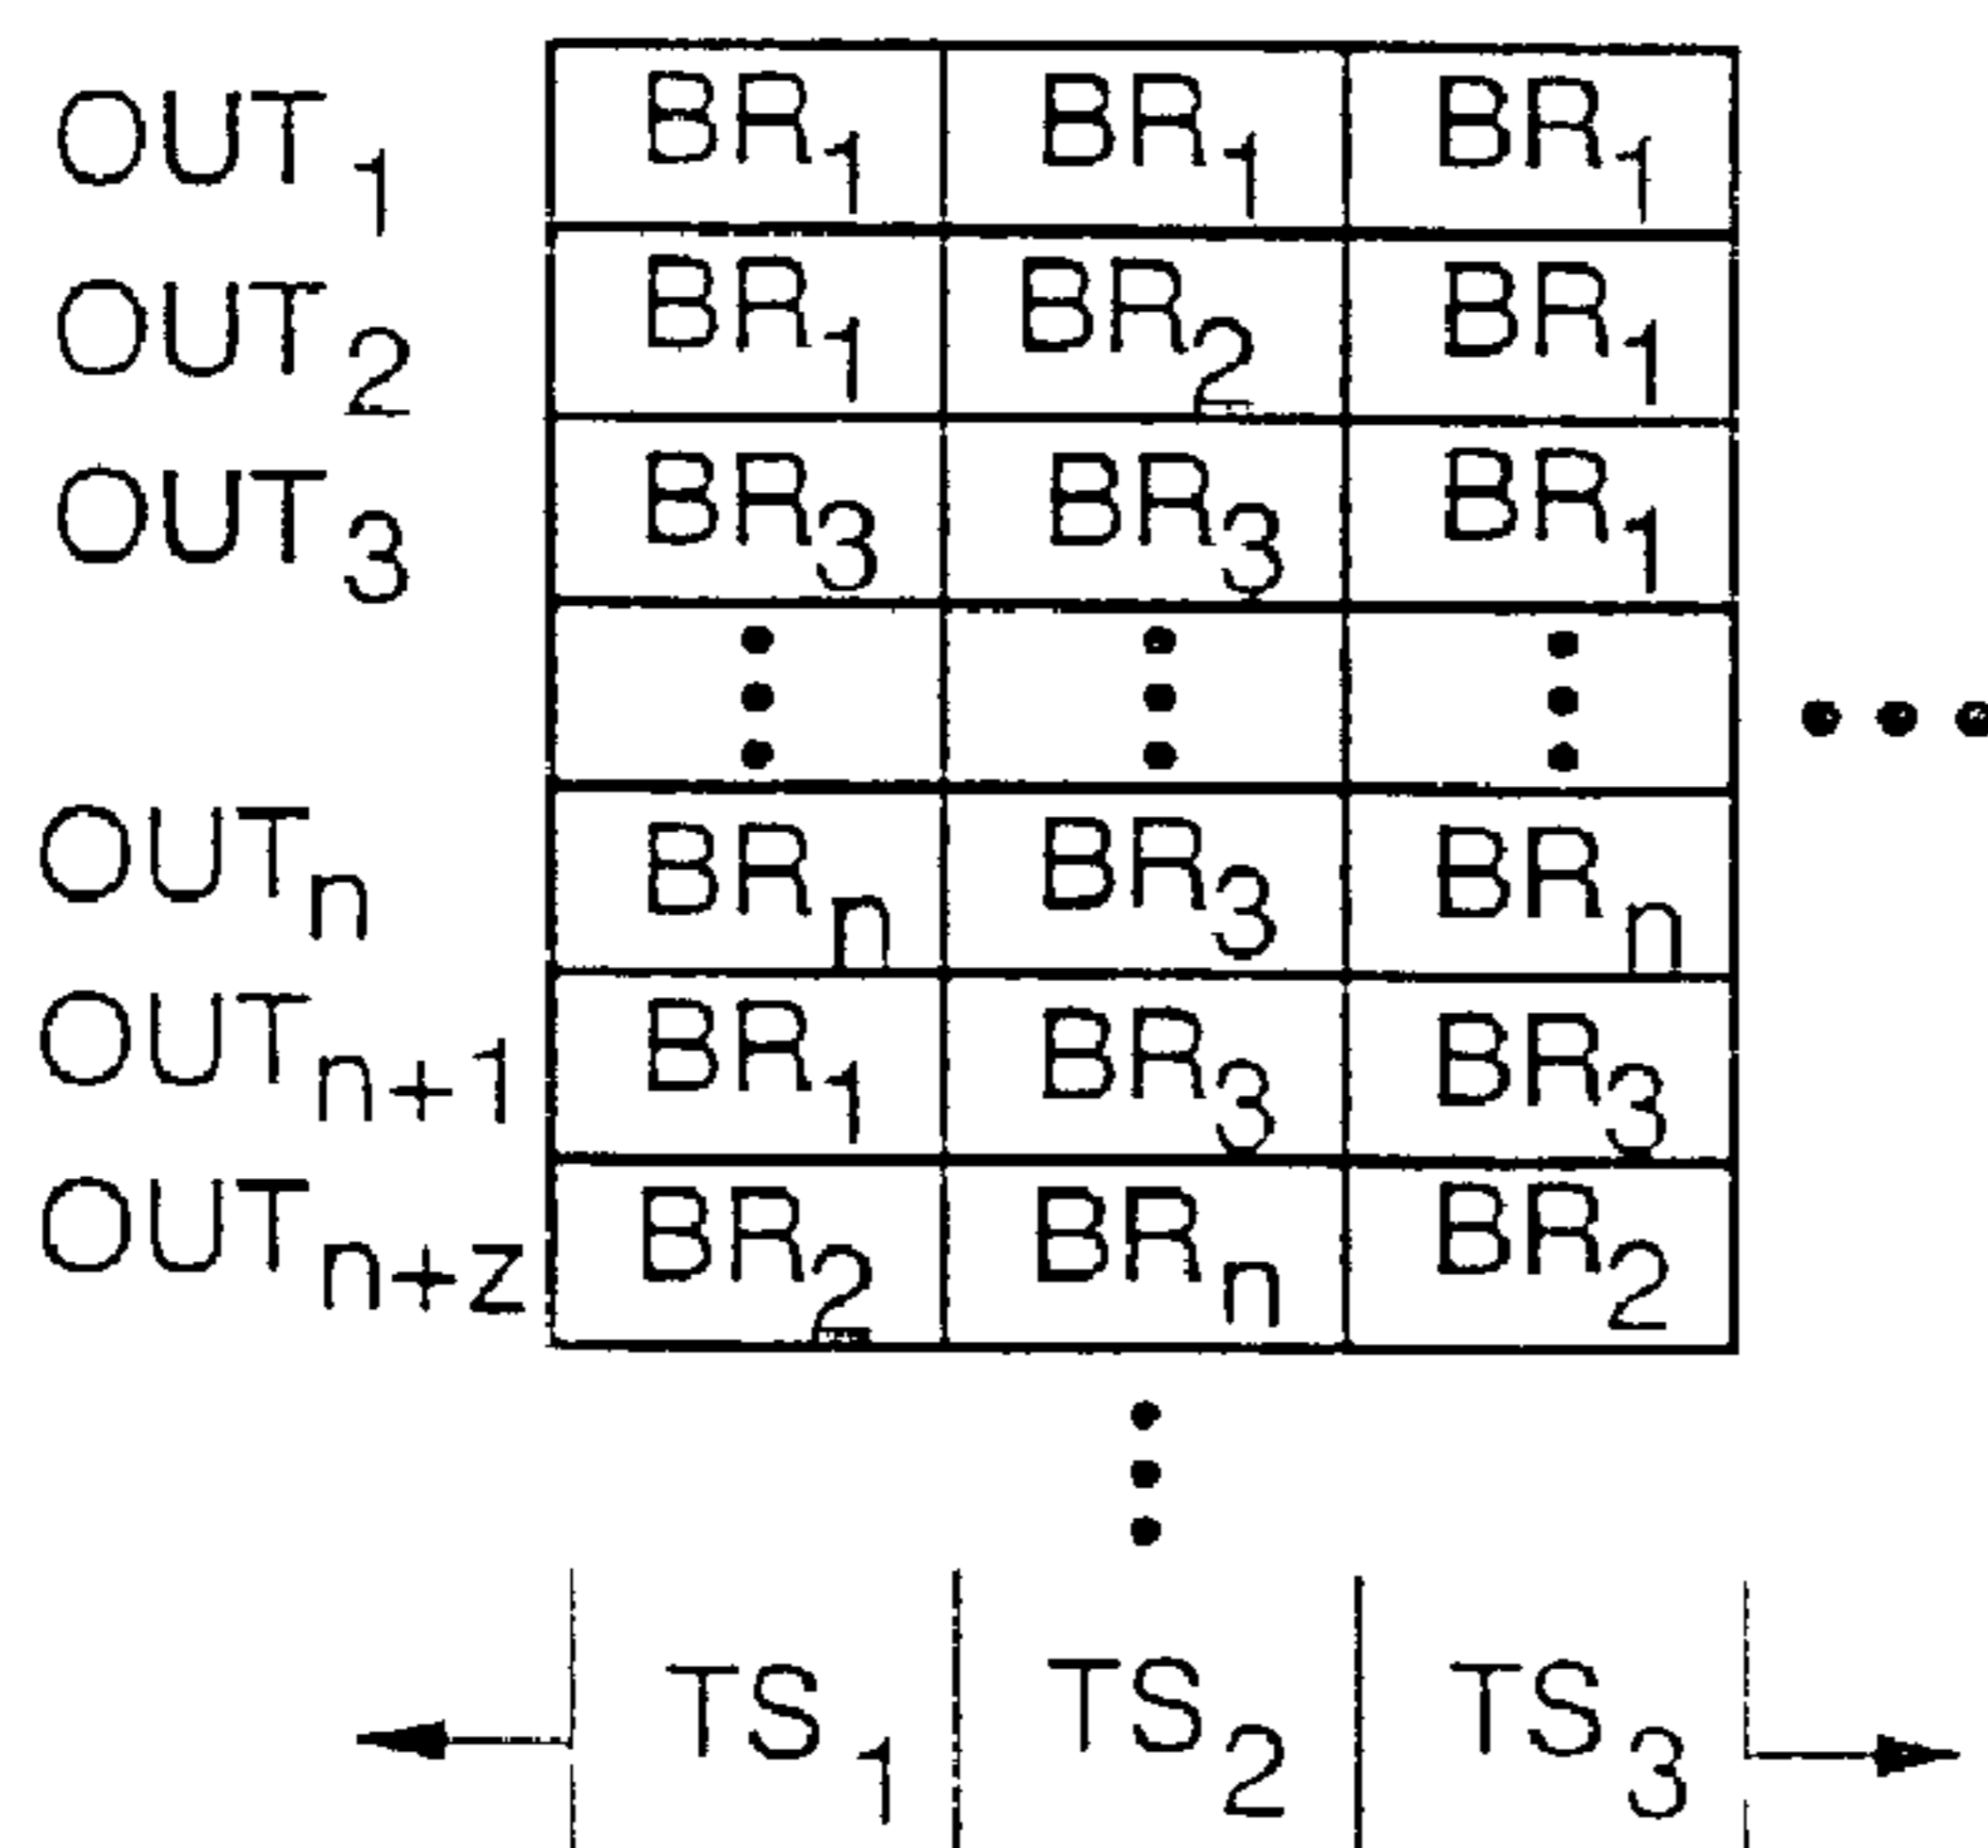 OUT₁ BR₁ BR₁ BR₁
OUT₂ BR₁ BR₂ BR₁
OUT₃ BR₃ BR₃ BR₁
OUTₙ BRₙ BR₃ BRₙ
OUTₙ₊₁ BR₁ BR₃ BR₃
OUTn+z BR₂ BRₙ BR₂
TS₁ TS₂ TS₃